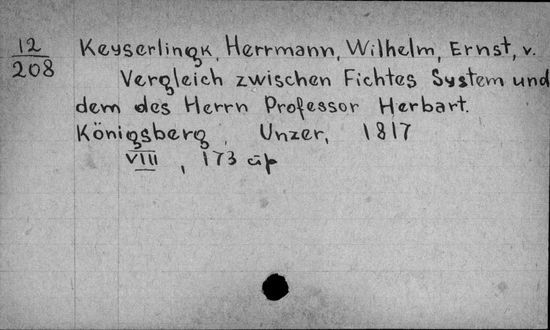 12
208
Keyserlingk, Herrmann, Wilhelm, Ernst, v.
Vergleich zwischen Fichtes System und
dem des Herrn Professor Herbart.
Königsberg, Unzer, 1817
VIII, 173 стр